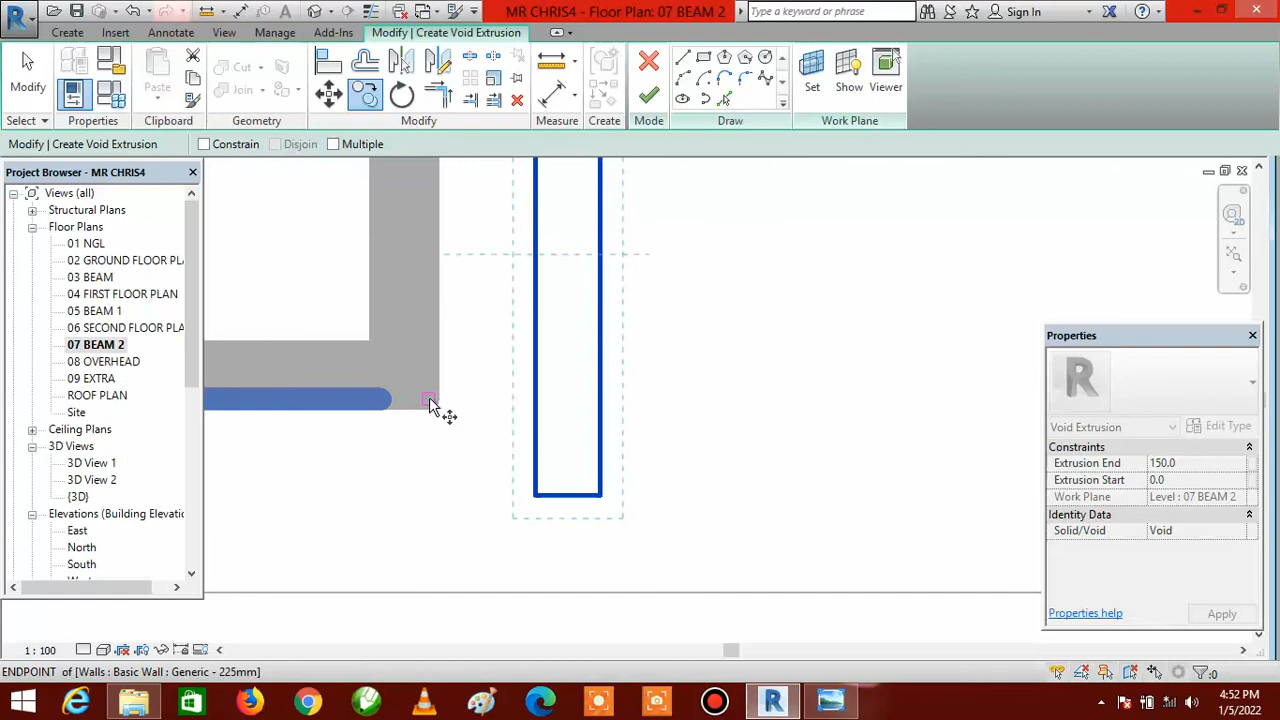 MR CHRIS4 - Floor Plan: 07 BEAM 2
Type a keyword or phrase
Sign In
Create
Insert
Annotate
View
Manage
Add-Ins
Modify | Create Void Extrusion
Modify
Paste
Cut
Join
Set
Show
Viewer
Select
Properties
Clipboard
Geometry
Modify
Measure
Create
Mode
Draw
Work Plane
Modify | Create Void Extrusion
Constrain
Disjoin
Multiple
Project Browser - MR CHRIS4
Views (all)
Structural Plans
Floor Plans
01 NGL
02 GROUND FLOOR PLA
03 BEAM
04 FIRST FLOOR PLAN
05 BEAM 1
06 SECOND FLOOR PLA
07 BEAM 2
08 OVERHEAD
09 EXTRA
ROOF PLAN
Site
Ceiling Plans
3D Views
3D View 1
3D View 2
{3D}
Elevations (Building Elevatio
East
North
South
2D
Properties
R
Void Extrusion
Edit Type
Constraints
Extrusion End 150.0
Extrusion Start 0.0
Work Plane Level : 07 BEAM 2
Identity Data
Solid/Void Void
Properties help
Apply
1 : 100
ENDPOINT of [Walls : Basic Wall : Generic - 225mm]
:0
4:52 PM
1/5/2022